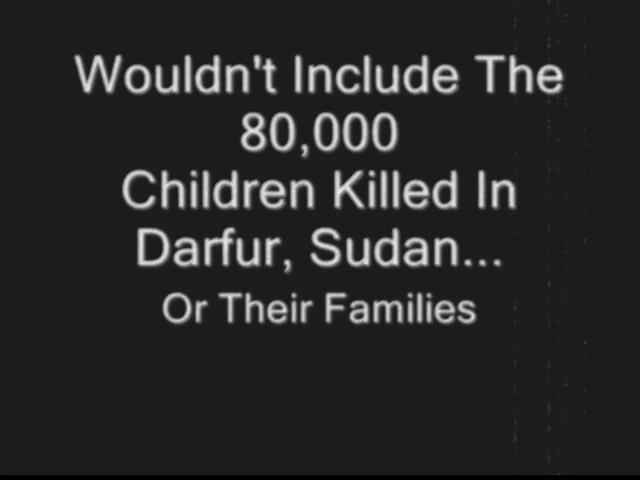 Wouldn't Include The
80,000
Children Killed In
Darfur, Sudan...
Or Their Families